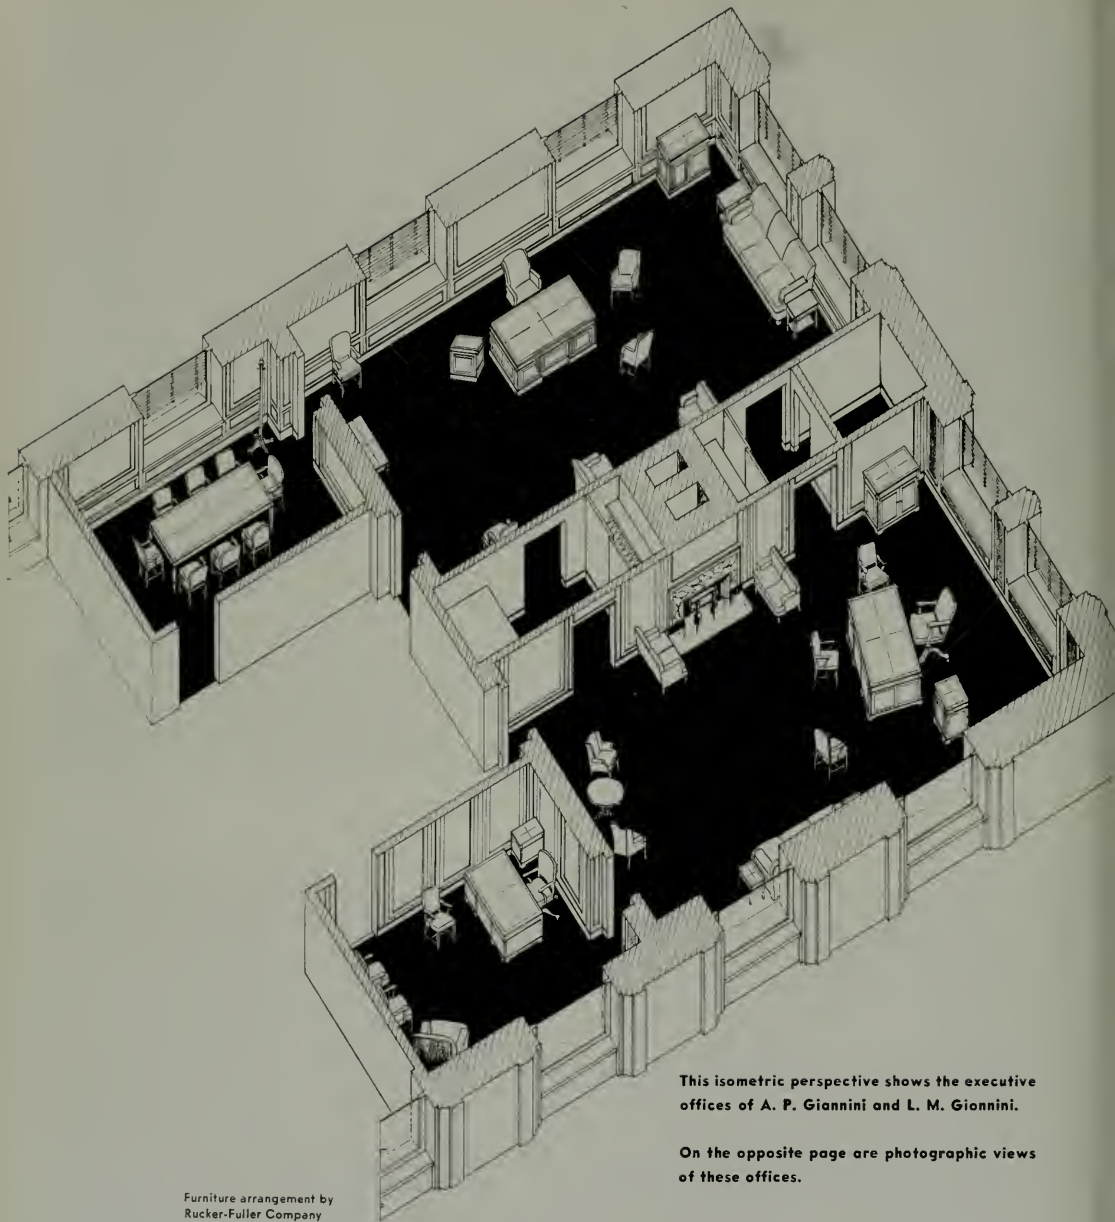 This isometric perspective shows the executive
offices of A. P. Giannini and L. M. Gionnini.
On the opposite page are photographic views
of these offices.
Furniture arrangement by
Rucker-Fuller Company